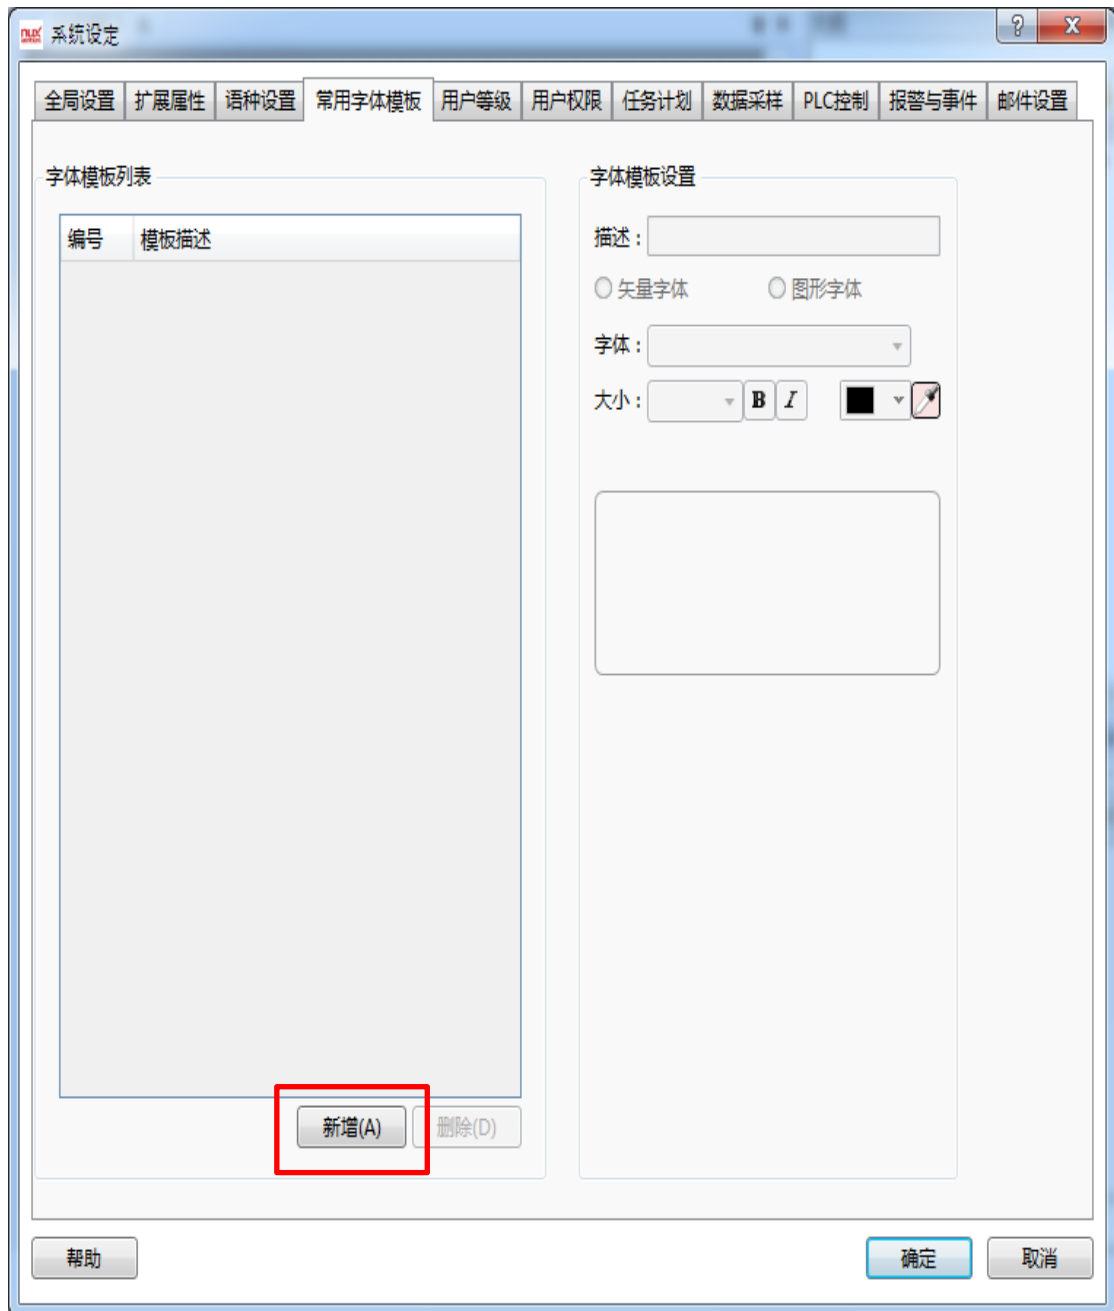 nux 系统设定
全局设置 扩展属性 语种设置 常用字体模板 用户等级 用户权限 任务计划 数据采样 PLC控制 报警与事件 邮件设置
字体模板列表
编号 模板描述
新增(A) 删除(D)
字体模板设置
描述：
矢量字体 图形字体
字体：
大小： B I
帮助 确定 取消